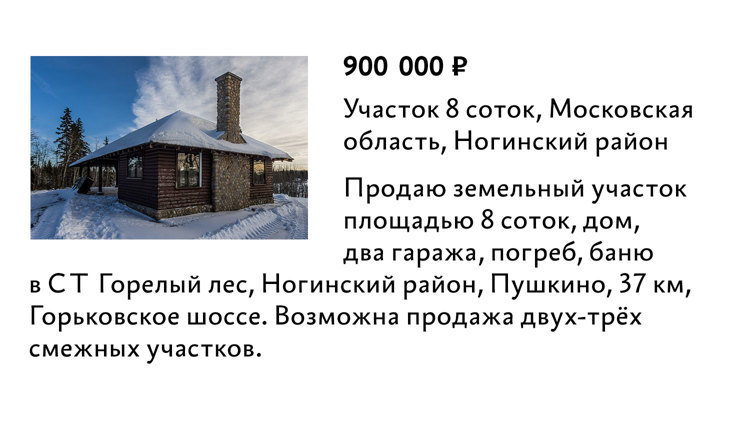 900 000 ₽
Участок 8 соток, Московская
область, Ногинский район
Продаю земельный участок
площадью 8 соток, дом,
два гаража, погреб, баню
в СТ Горелый лес, Ногинский район, Пушкино, 37 км,
Горьковское шоссе. Возможна продажа двух-трёх
смежных участков.